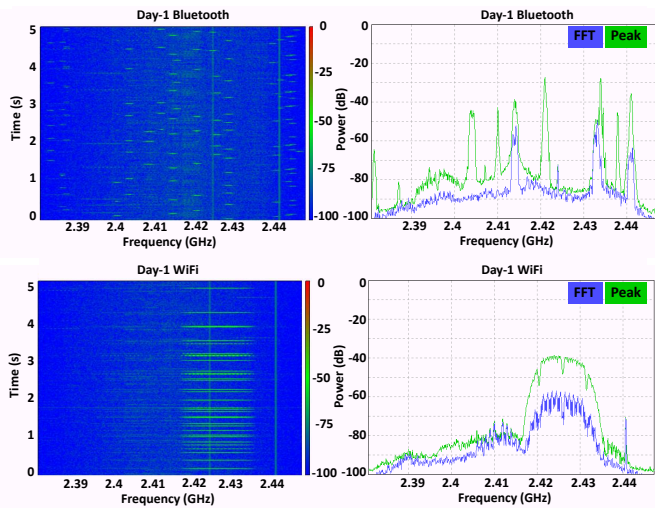 Day-1 Bluetooth
5
4
3
2
1
0
Time (s)
2.39 2.4 2.41 2.42 2.43 2.44
Frequency (GHz)
0
-25
-50
-75
-100
Day-1 Bluetooth
FFT Peak
0
-20
-40
-60
-80
-100
Power (dB)
2.39 2.4 2.41 2.42 2.43 2.44
Frequency (GHz)
Day-1 WiFi
5
4
3
2
1
0
Time (s)
2.39 2.4 2.41 2.42 2.43 2.44
Frequency (GHz)
0
-25
-50
-75
-100
Day-1 WiFi
FFT Peak
0
-20
-40
-60
-80
-100
Power (dB)
2.39 2.4 2.41 2.42 2.43 2.44
Frequency (GHz)